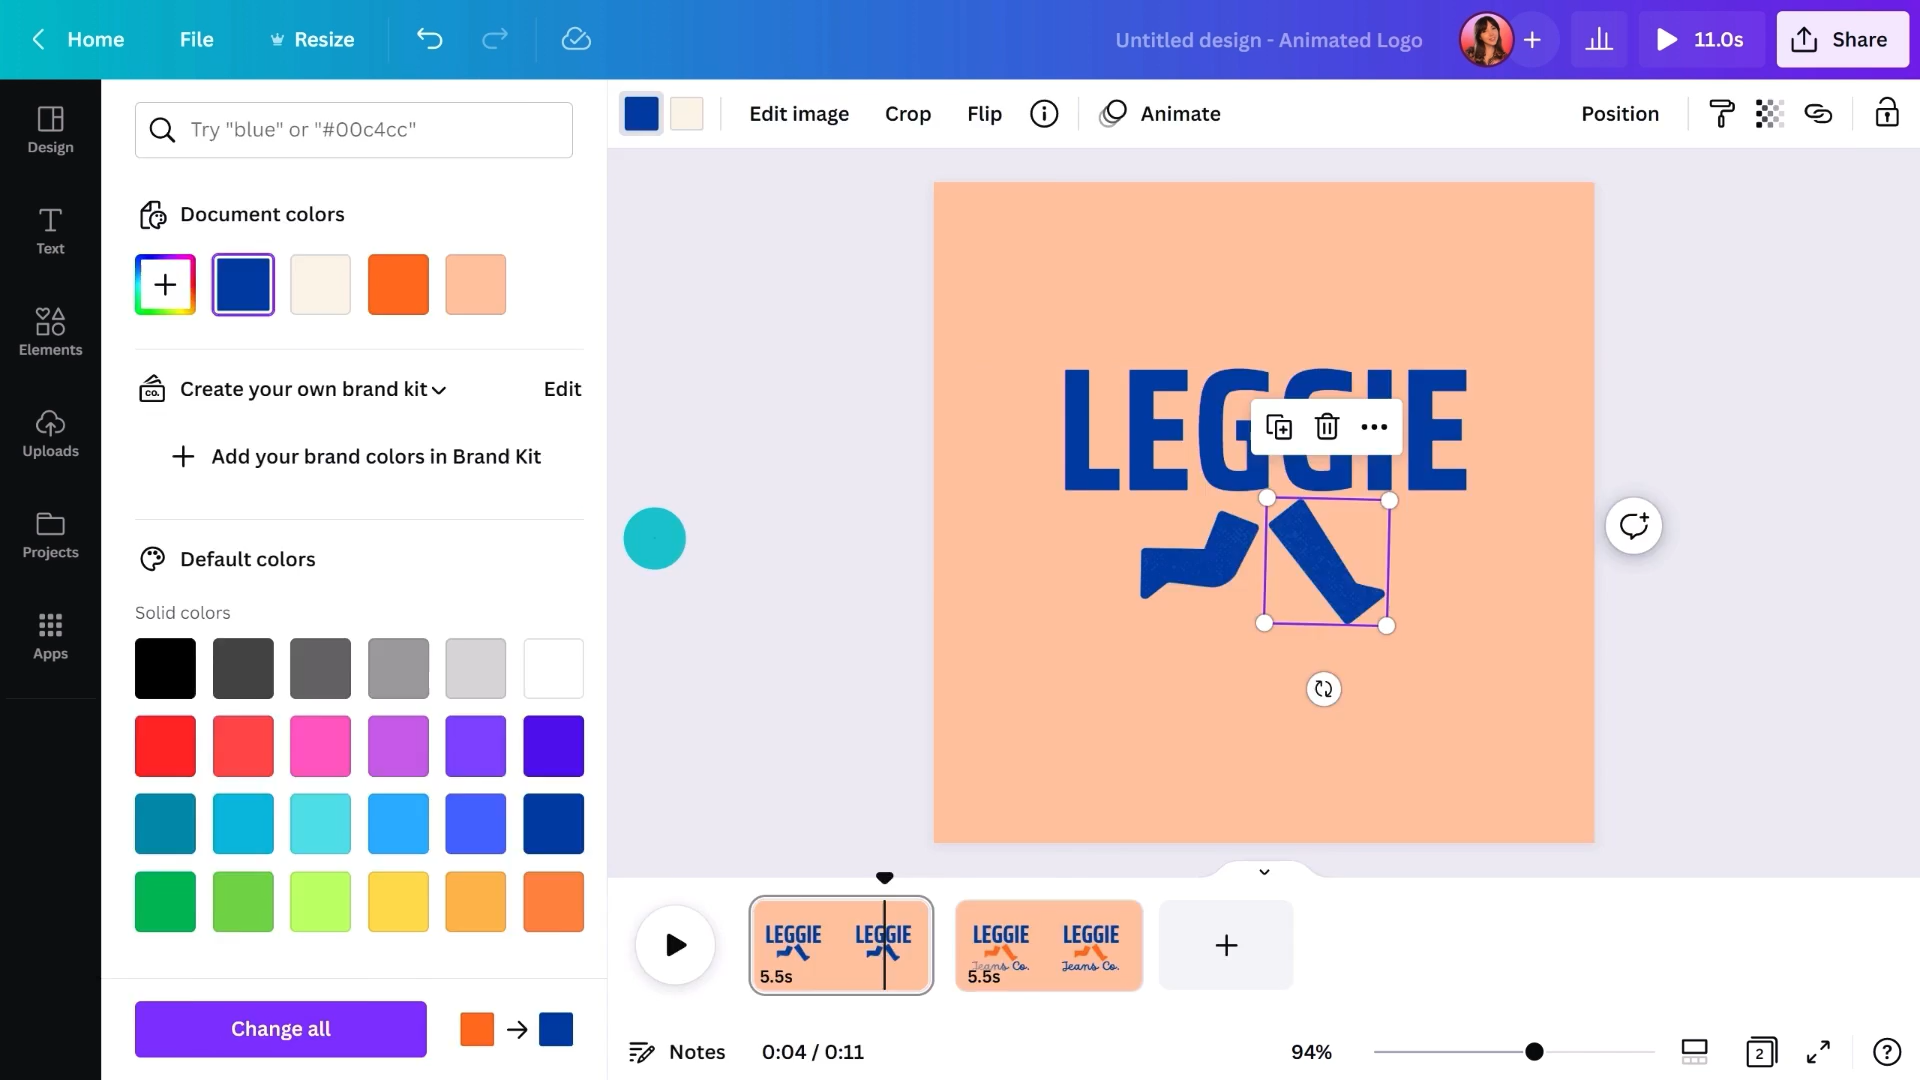 Home
File
Resize
Untitled design - Animated Logo
11.0s
Share
Design
Text
Elements
Uploads
Projects
Apps
Try "blue" or "#00c4cc"
Document colors
co. Create your own brand kit
Edit
Add your brand colors in Brand Kit
Default colors
Solid colors
Change all
Edit image
Crop
Flip
Animate
Position
LEGGIE
LEGGIE LEGGIE
5.5s
LEGGIE LEGGIE
Jeans Co. Jeans Co.
5.5s
Notes
0:04 / 0:11
94%
2
?